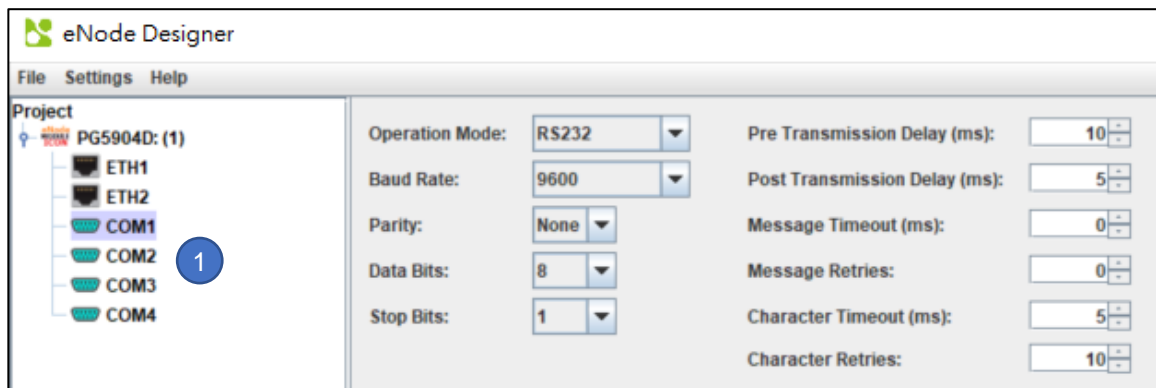 eNode Designer
File Settings Help
Project
PG5904D: (1)
ETH1
ETH2
COM1
COM2
COM3
COM4
1
Operation Mode: RS232 Pre Transmission Delay (ms): 10
Baud Rate: 9600 Post Transmission Delay (ms): 5
Parity: None Message Timeout (ms): 0
Data Bits: 8 Message Retries: 0
Stop Bits: 1 Character Timeout (ms): 5
Character Retries: 10